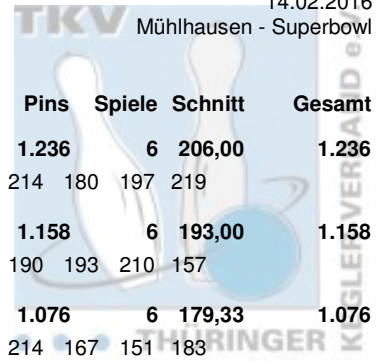 14.02.2016
TKV
Mühlhausen - Superbowl
Pins Spiele Schnitt Gesamt
1.236 6 206,00 1.236
214 180 197 219
1.158 6 193,00 1.158
190 193 210 157
1.076 6 179,33 1.076
214 167 151 183
THÜRINGER
KEGLER-VERBAND e.V.